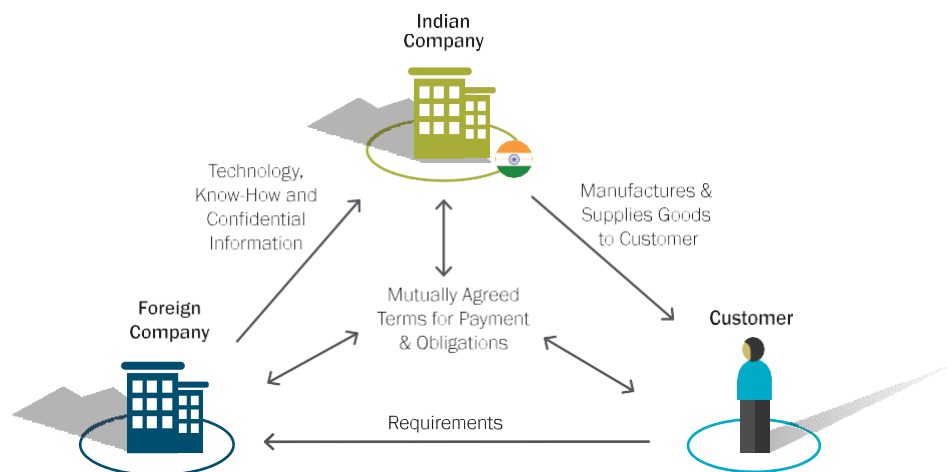 Indian
Company
Technology,
Know-How and
Confidential
Information
Manufactures &
Supplies Goods
to Customer
Mutually Agreed
Terms for Payment
& Obligations
Foreign
Company
Customer
Requirements